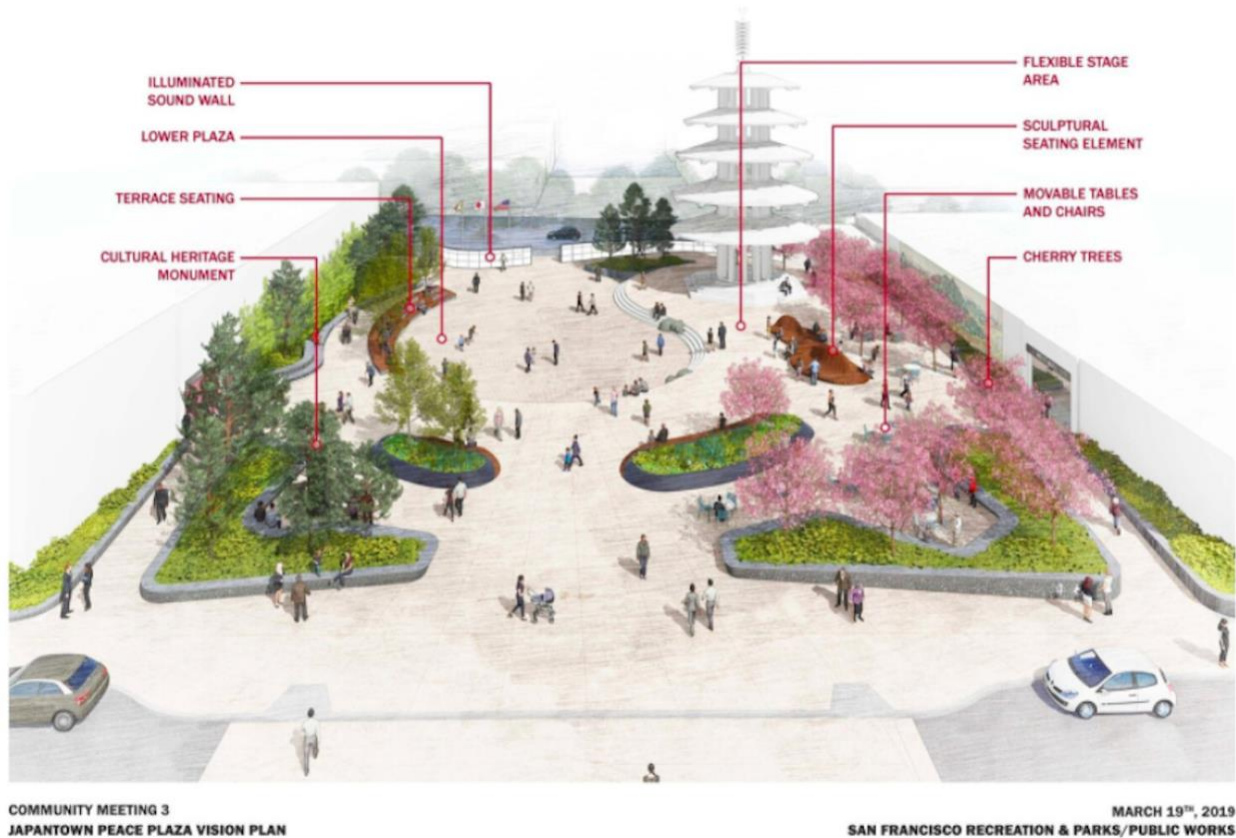 ILLUMINATED
SOUND WALL
LOWER PLAZA
TERRACE SEATING
CULTURAL HERITAGE
MONUMENT
FLEXIBLE STAGE
AREA
SCULPTURAL
SEATING ELEMENT
MOVABLE TABLES
AND CHAIRS
CHERRY TREES
COMMUNITY MEETING 3
JAPANTOWN PEACE PLAZA VISION PLAN
MARCH 19TH, 2019
SAN FRANCISCO RECREATION & PARKS/PUBLIC WORKS